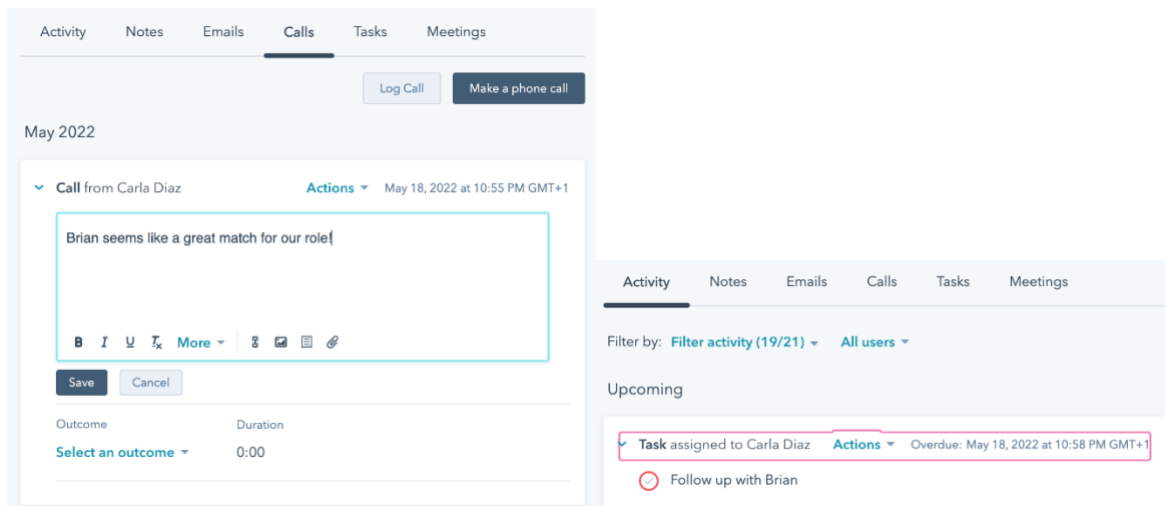 Activity Notes Emails Calls Tasks Meetings
Log Call Make a phone call
May 2022
Call from Carla Diaz Actions May 18, 2022 at 10:55 PM GMT+1
Brian seems like a great match for our role!
B I U Tx More
Save Cancel
Outcome Duration
Select an outcome 0:00
Activity Notes Emails Calls Tasks Meetings
Filter by: Filter activity (19/21) All users
Upcoming
Task assigned to Carla Diaz Actions Overdue: May 18, 2022 at 10:58 PM GMT+1
Follow up with Brian